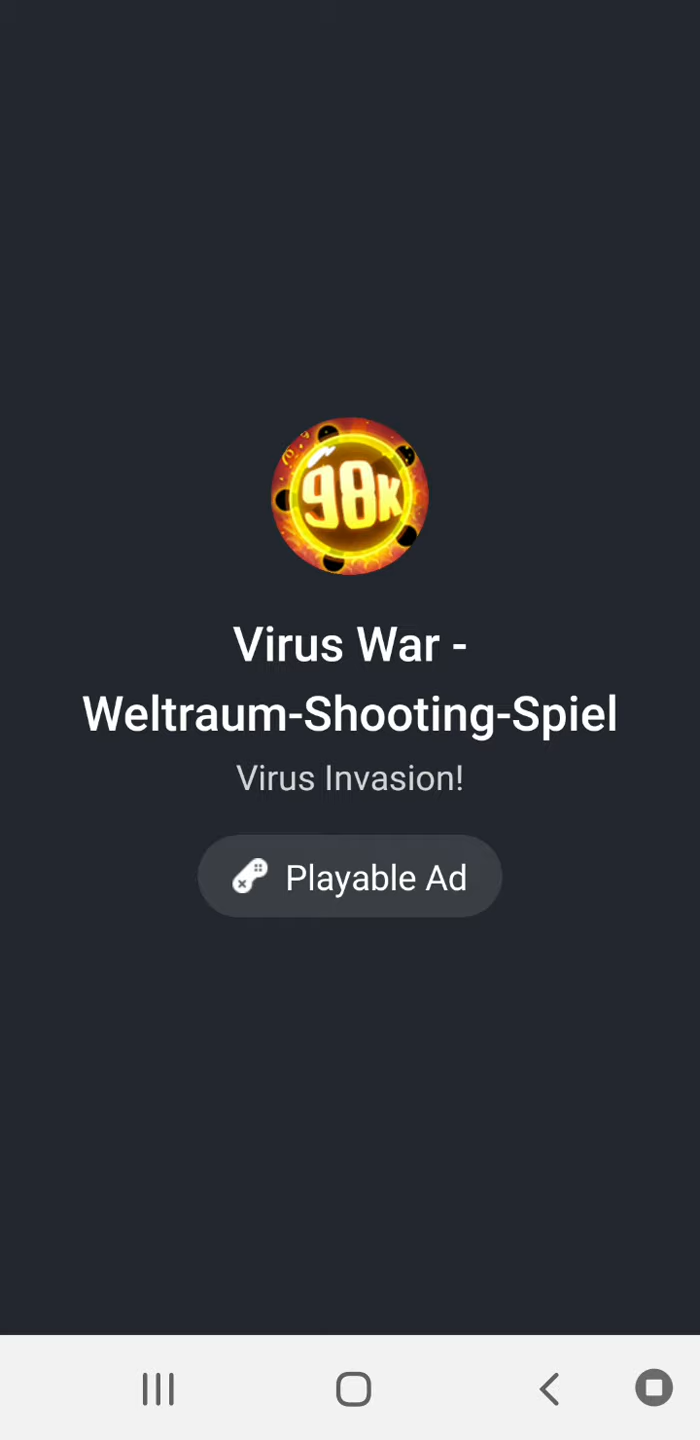 98K
Virus War -
Weltraum-Shooting-Spiel
Virus Invasion!
Playable Ad